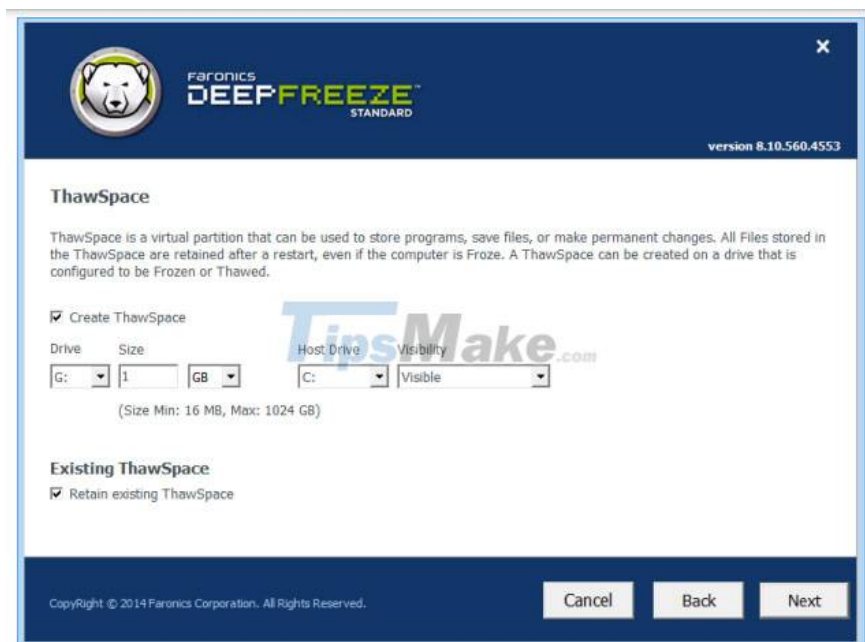 Faronics
DEEPFREEZE™
STANDARD
version 8.10.560.4553
ThawSpace
ThawSpace is a virtual partition that can be used to store programs, save files, or make permanent changes. All Files stored in
the ThawSpace are retained after a restart, even if the computer is Froze. A ThawSpace can be created on a drive that is
configured to be Frozen or Thawed.
Create ThawSpace
TipsMake.com
Drive Size Host Drive Visibility
G: 1 GB C: Visible
(Size Min: 16 MB, Max: 1024 GB)
Existing ThawSpace
Retain existing ThawSpace
CopyRight © 2014 Faronics Corporation. All Rights Reserved.
Cancel Back Next